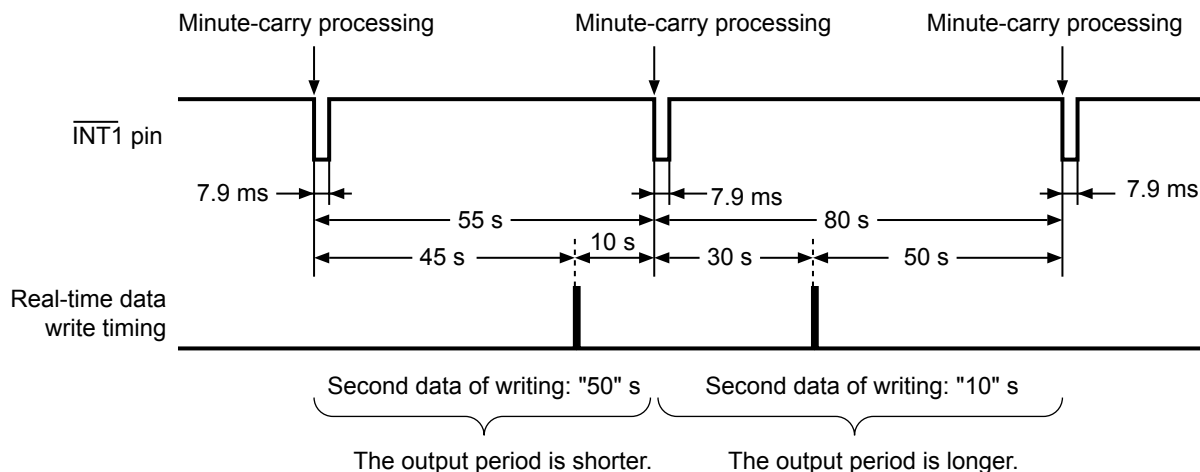 Minute-carry processing
Minute-carry processing
Minute-carry processing
INT1 pin
7.9 ms
7.9 ms
7.9 ms
55 s
80 s
45 s
10 s
30 s
50 s
Real-time data
write timing
Second data of writing: "50" s
Second data of writing: "10" s
The output period is shorter.
The output period is longer.